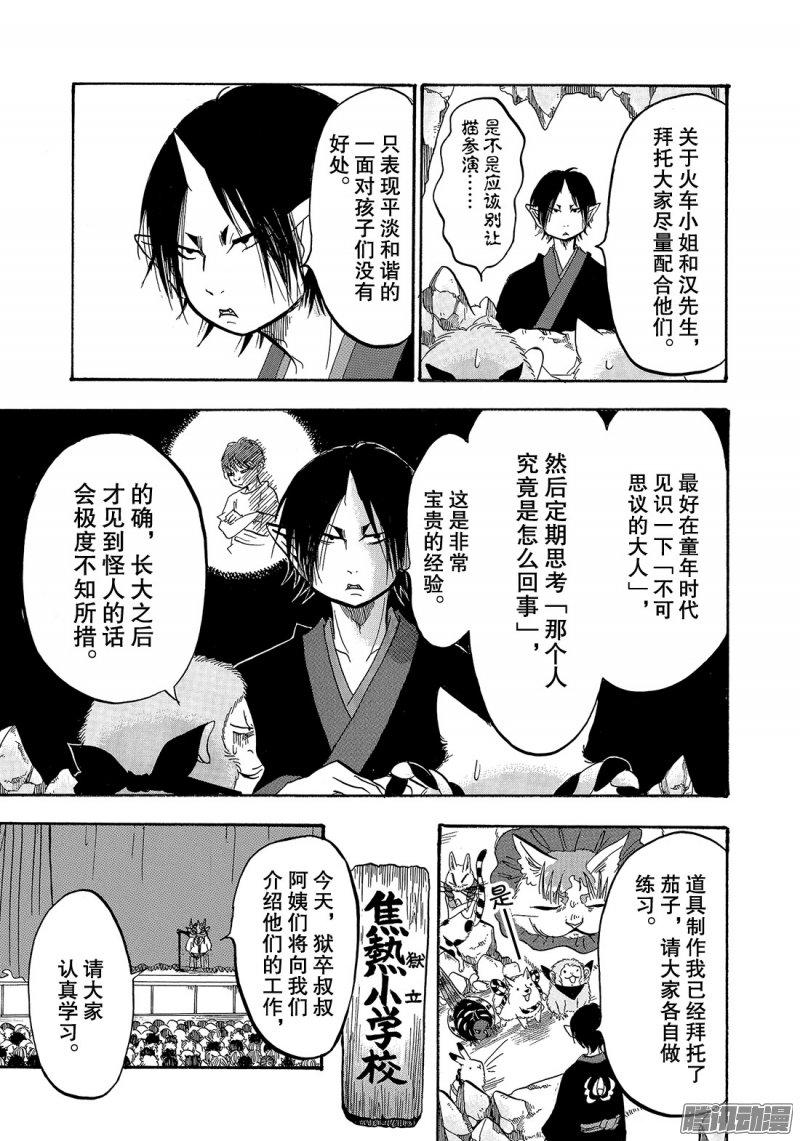 关于火车小姐和汉先生，
拜托大家尽量配合他们。
是不是应该别让
猫参演……
只表现平淡和谐的
一面对孩子们没有
好处。
最好在童年时代
见识一下「不可
思议的大人」，
然后定期思考「那个人
究竟是怎么回事」，
这是非常
宝贵的经验。
的确，长大之后
才见到怪人的话
会极度不知所措。
道具制作我已经拜托了
茄子，请大家各自做
练习。
是
獄立
焦熱小学校
今天，獄卒叔叔
阿姨们将向我们
介绍他们的工作，
请大家
认真学习。
腾讯动漫